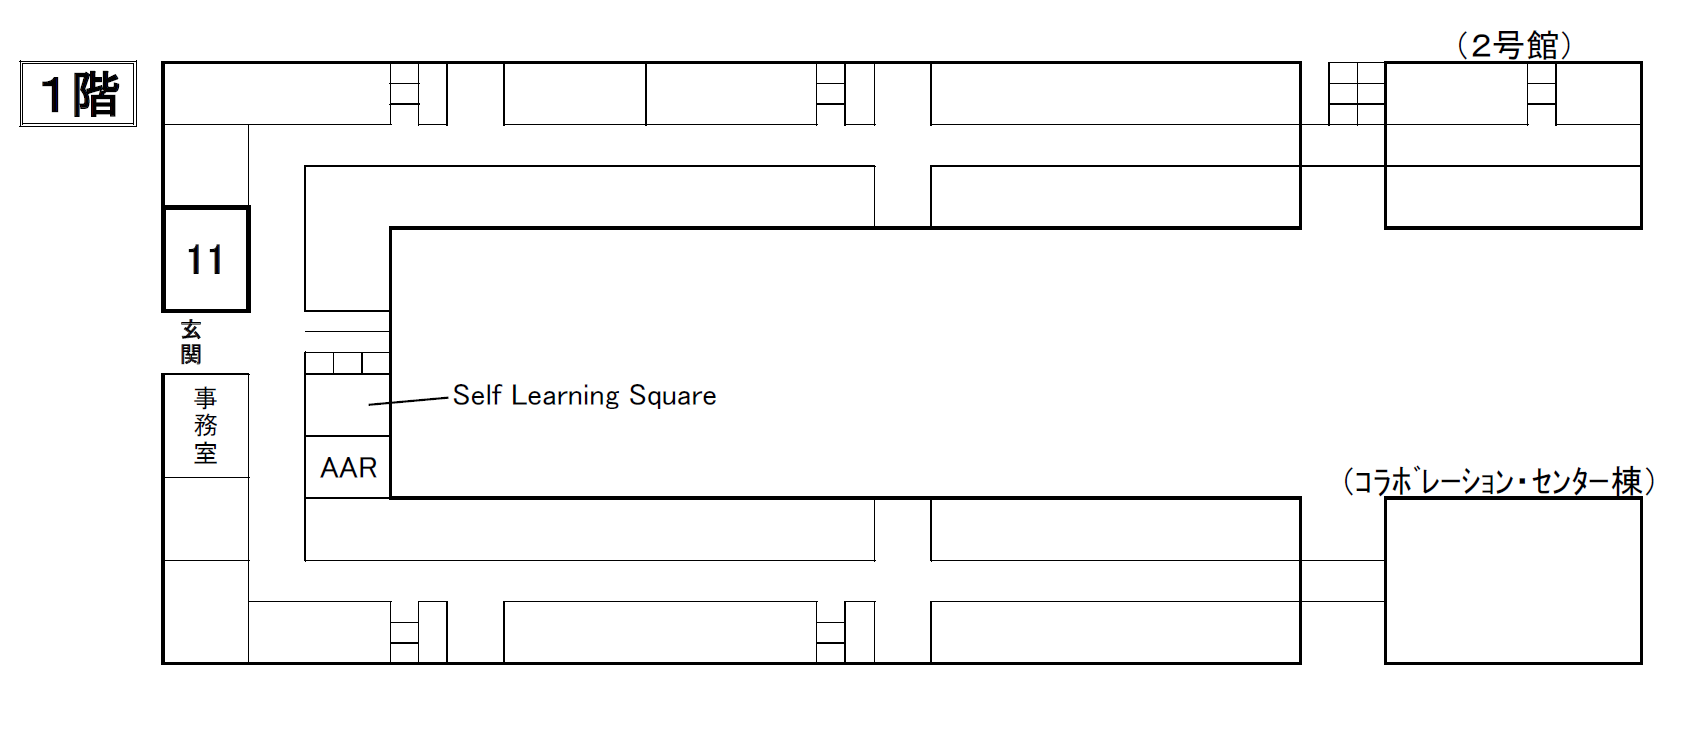 1階
（2号館）
11
玄
関
事
務
室
Self Learning Square
AAR
（ｺﾗﾎﾞﾚｰｼｮﾝ・ｾﾝﾀｰ棟）